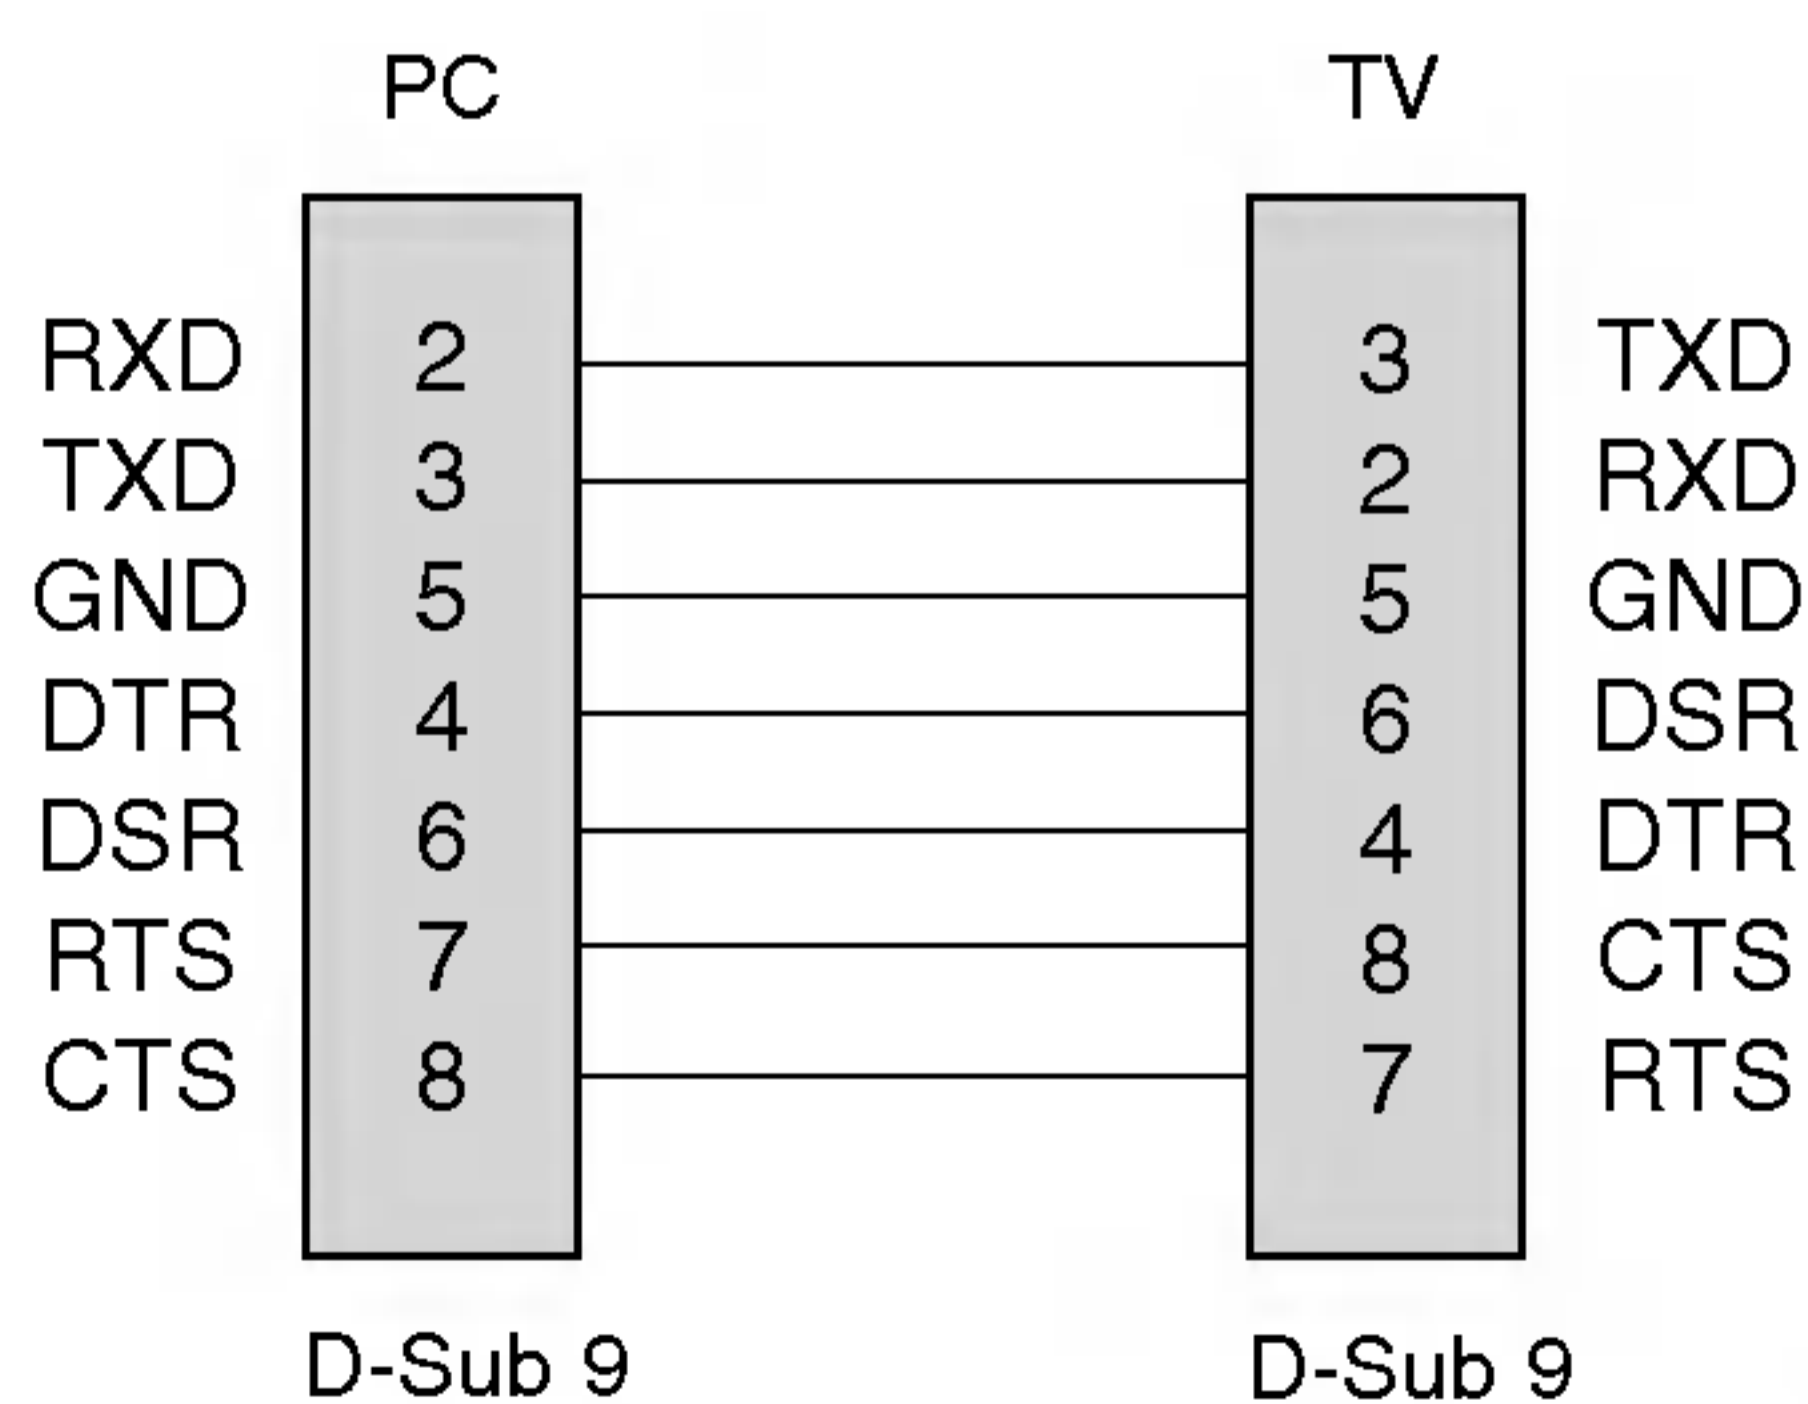 PC TV
RXD 2 3 TXD
TXD 3 2 RXD
GND 5 5 GND
DTR 4 6 DSR
DSR 6 4 DTR
RTS 7 8 CTS
CTS 8 7 RTS
D-Sub 9 D-Sub 9